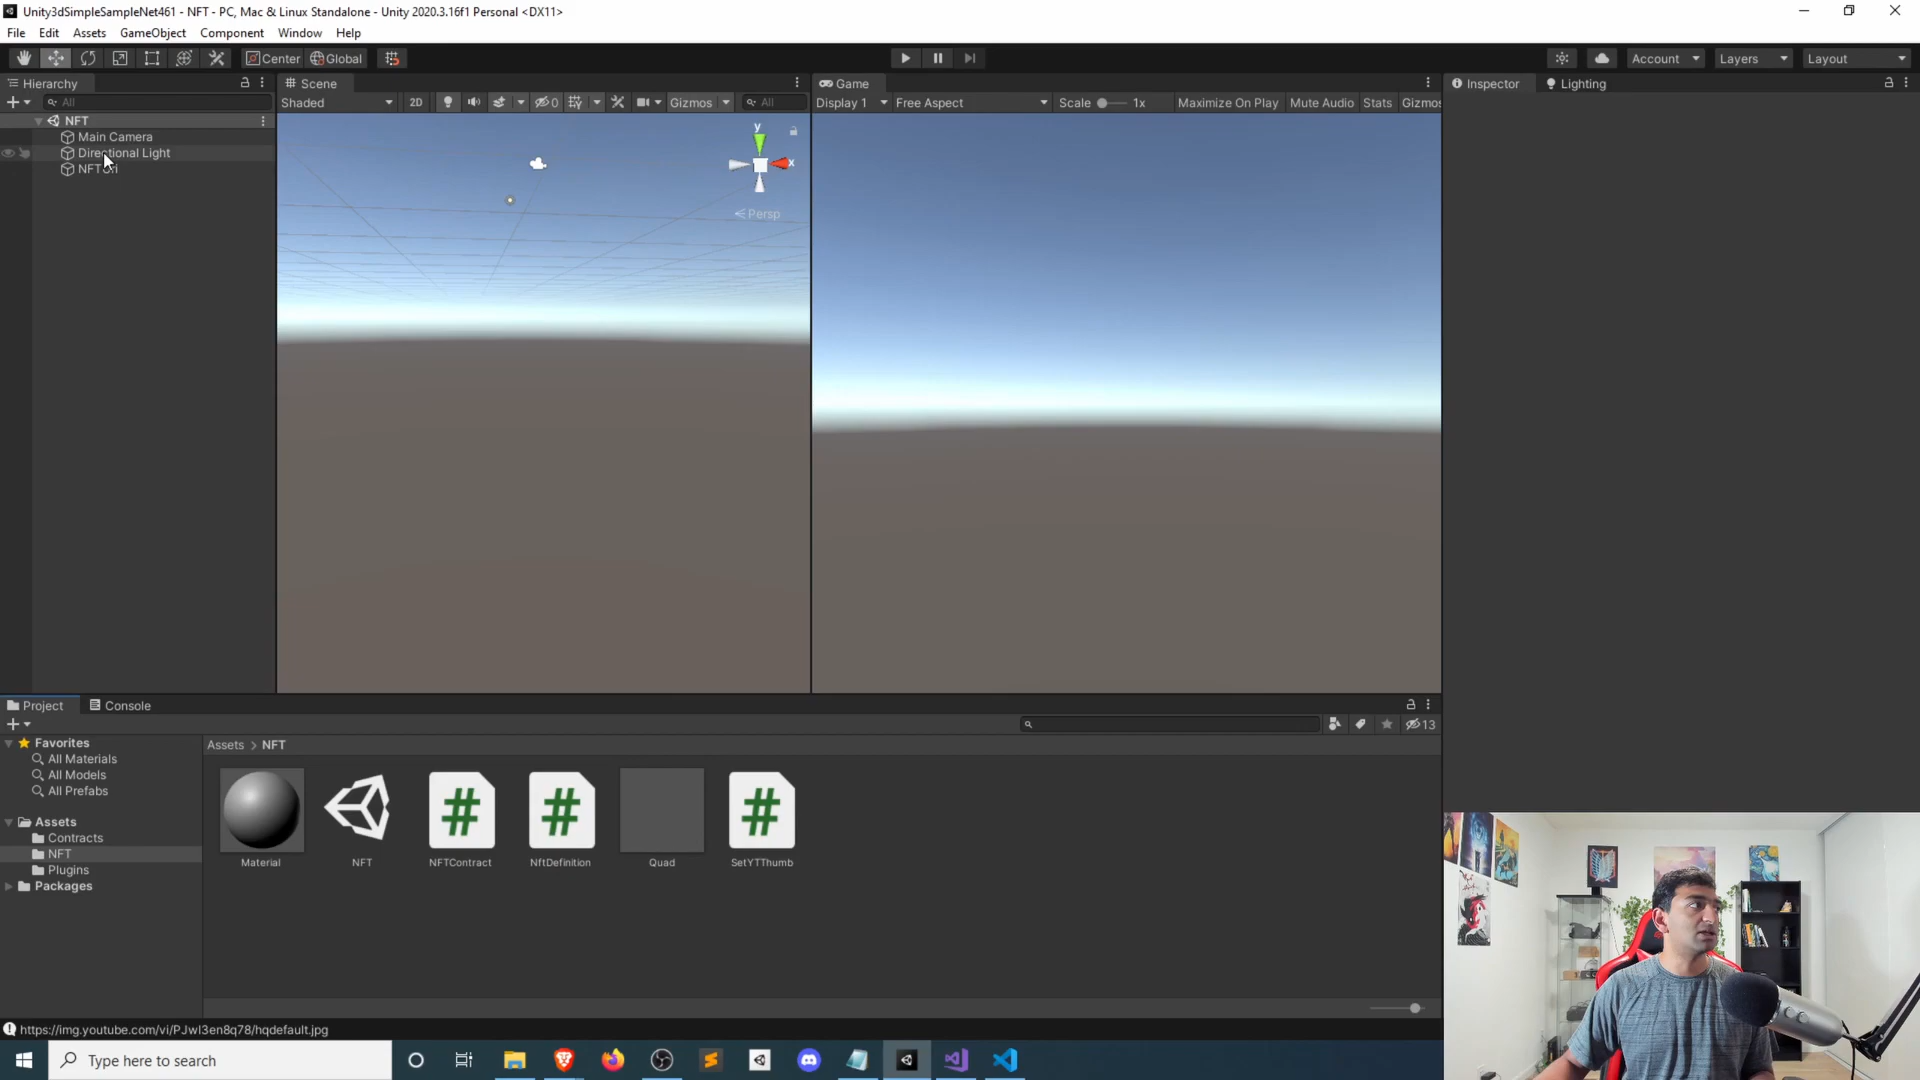 Unity3dSimpleSampleNet461 - NFT - PC, Mac & Linux Standalone - Unity 2020.3.16f1 Personal <DX11>
File Edit Assets GameObject Component Window Help
Center Global Account Layers Layout
Hierarchy
All
NFT
Main Camera
Directional Light
Scene
Shaded 2D 0 Gizmos All
y
x
Persp
Game
Display 1 Free Aspect Scale 1x Maximize On Play Mute Audio Stats Gizmos
Inspector Lighting
Project Console
13
Favorites
All Materials
All Models
All Prefabs
Assets
Contracts
NFT
Plugins
Packages
Assets > NFT
Material NFT NFTContract NftDefinition Quad SetYTThumb
https://img.youtube.com/vi/PJwI3en8q78/hqdefault.jpg
Type here to search